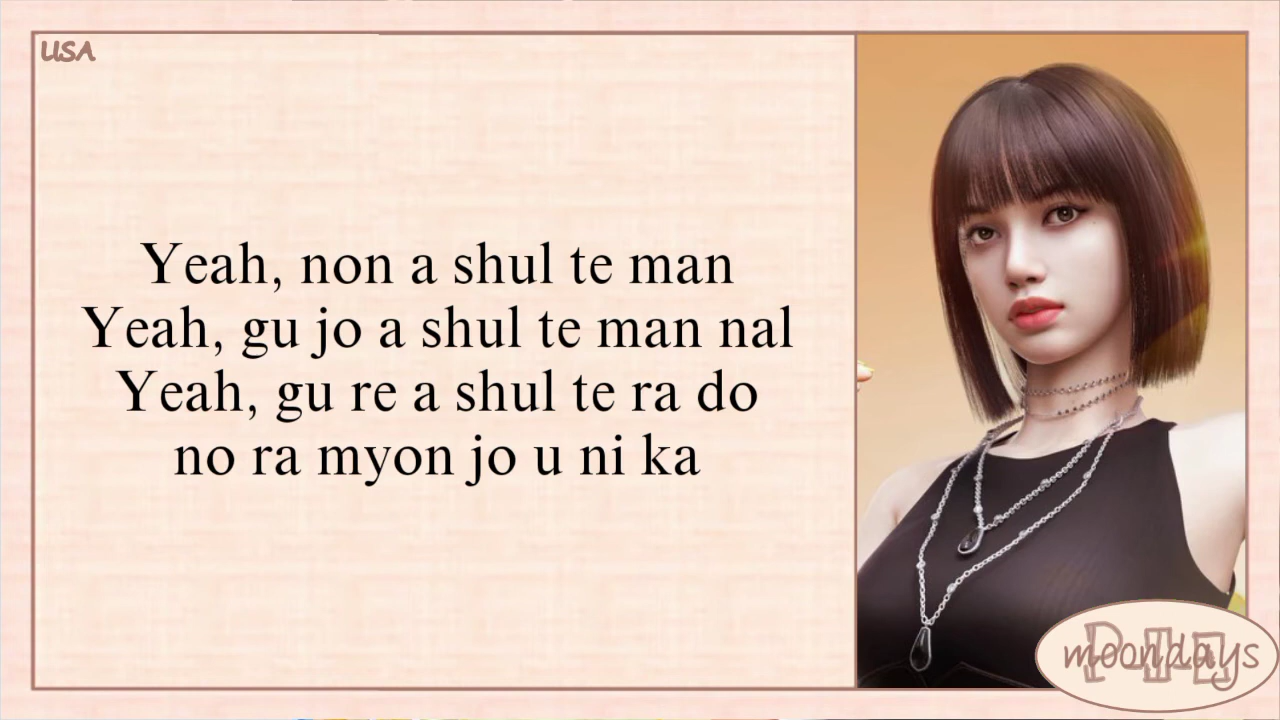 LISA
Yeah, non a shul te man
Yeah, gu jo a shul te man nal
Yeah, gu re a shul te ra do
no ra myon jo u ni ka
moondays